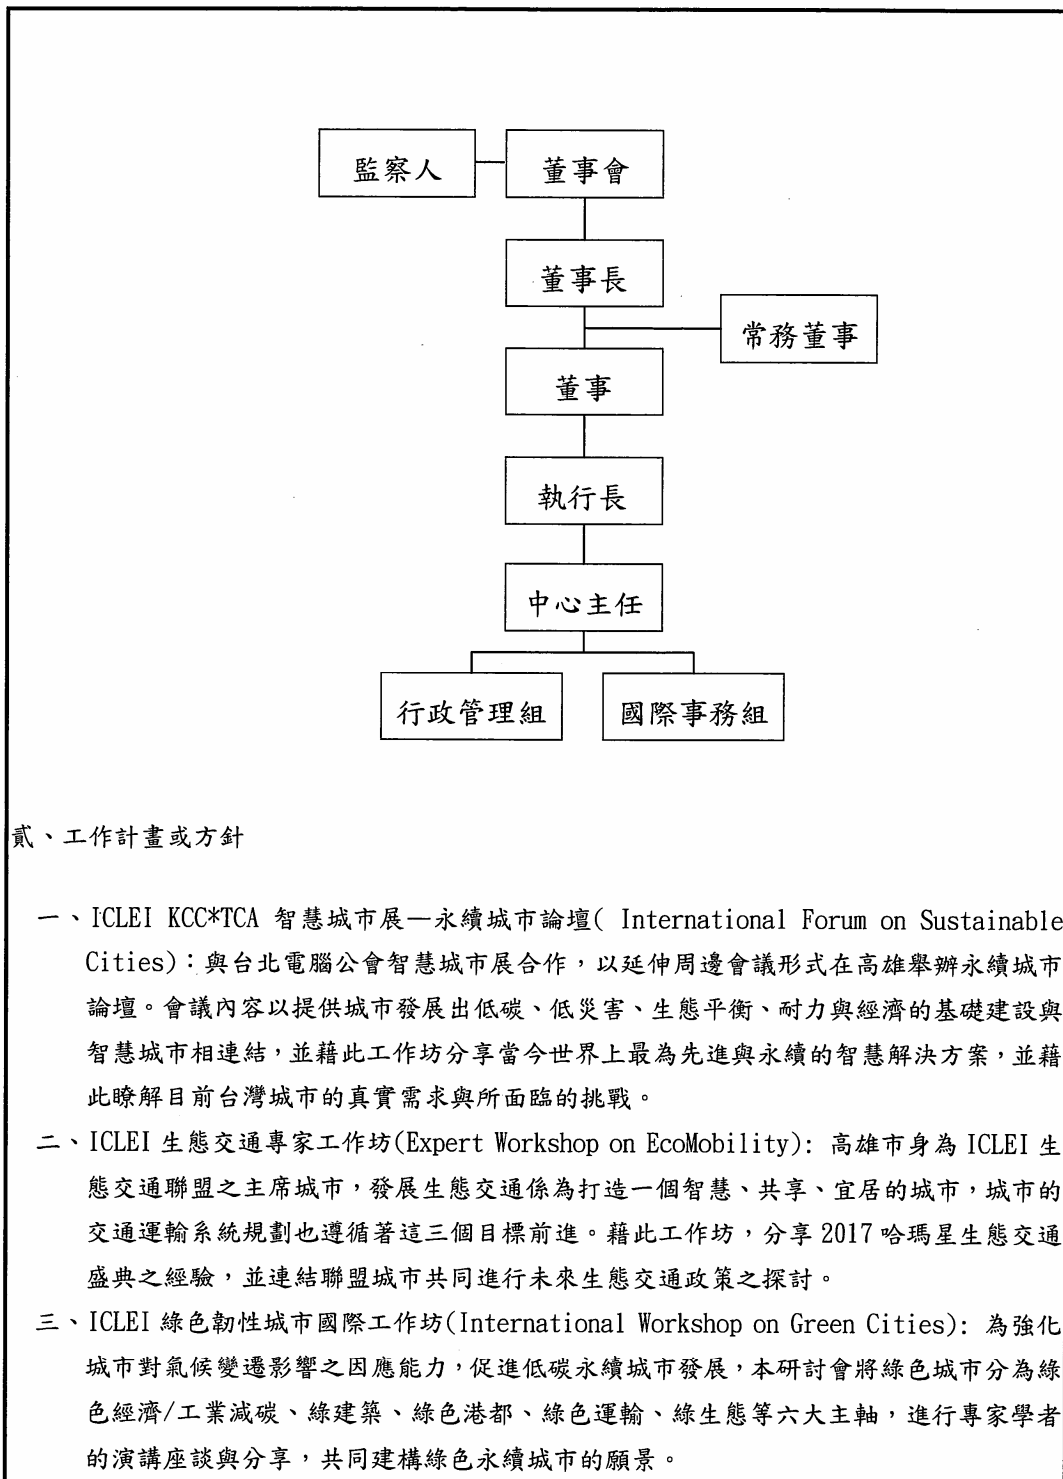 監察人 董事會
董事長
常務董事
董事
執行長
中心主任
行政管理組 國際事務組
貳、工作計畫或方針
一、ICLEI KCC*TCA 智慧城市展—永續城市論壇( International Forum on Sustainable
Cities)：與台北電腦公會智慧城市展合作，以延伸周邊會議形式在高雄舉辦永續城市
論壇。會議內容以提供城市發展出低碳、低災害、生態平衡、耐力與經濟的基礎建設與
智慧城市相連結，並藉此工作坊分享當今世界上最為先進與永續的智慧解決方案，並藉
此瞭解目前台灣城市的真實需求與所面臨的挑戰。
二、ICLEI 生態交通專家工作坊(Expert Workshop on EcoMobility): 高雄市身為 ICLEI 生
態交通聯盟之主席城市，發展生態交通係為打造一個智慧、共享、宜居的城市，城市的
交通運輸系統規劃也遵循著這三個目標前進。藉此工作坊，分享 2017 哈瑪星生態交通
盛典之經驗，並連結聯盟城市共同進行未來生態交通政策之探討。
三、ICLEI 綠色韌性城市國際工作坊(International Workshop on Green Cities): 為強化
城市對氣候變遷影響之因應能力，促進低碳永續城市發展，本研討會將綠色城市分為綠
色經濟/工業減碳、綠建築、綠色港都、綠色運輸、綠生態等六大主軸，進行專家學者
的演講座談與分享，共同建構綠色永續城市的願景。